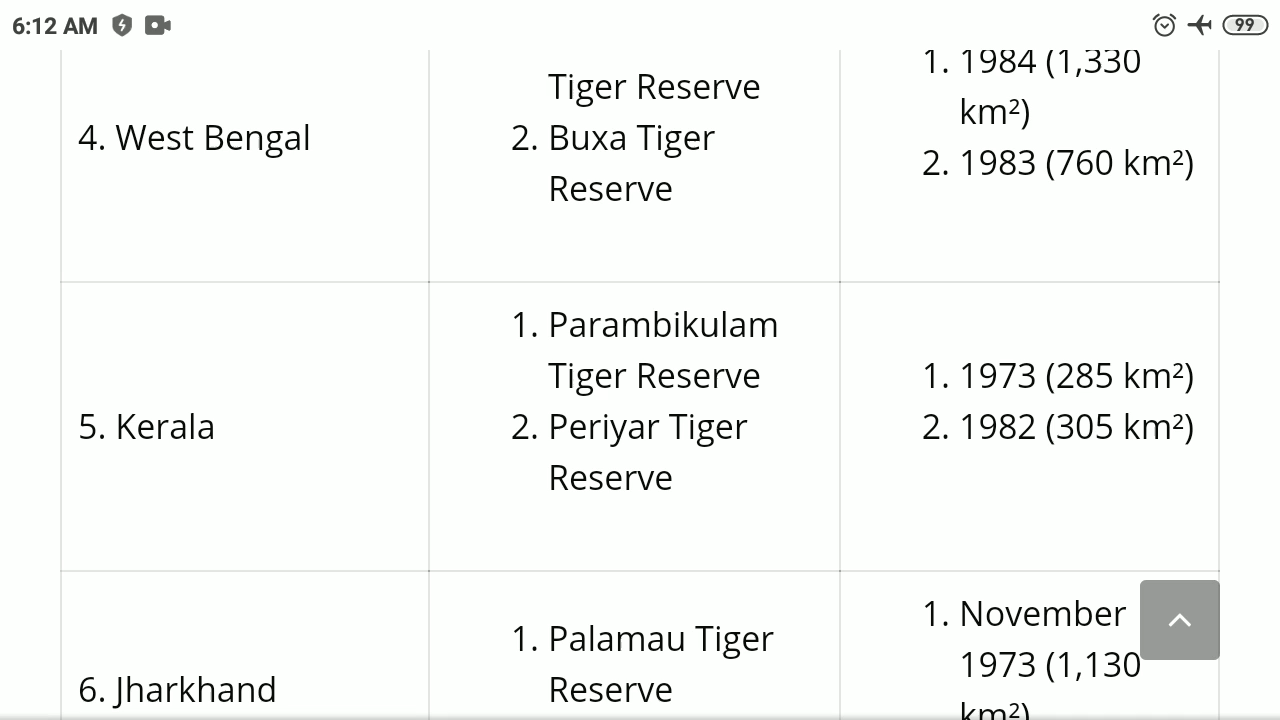 6:12 AM
99
4. West Bengal
Tiger Reserve
2. Buxa Tiger
Reserve
1. 1984 (1,330
km²)
2. 1983 (760 km²)
5. Kerala
1. Parambikulam
Tiger Reserve
2. Periyar Tiger
Reserve
1. 1973 (285 km²)
2. 1982 (305 km²)
6. Jharkhand
1. Palamau Tiger
Reserve
1. November
1973 (1,130
km²)